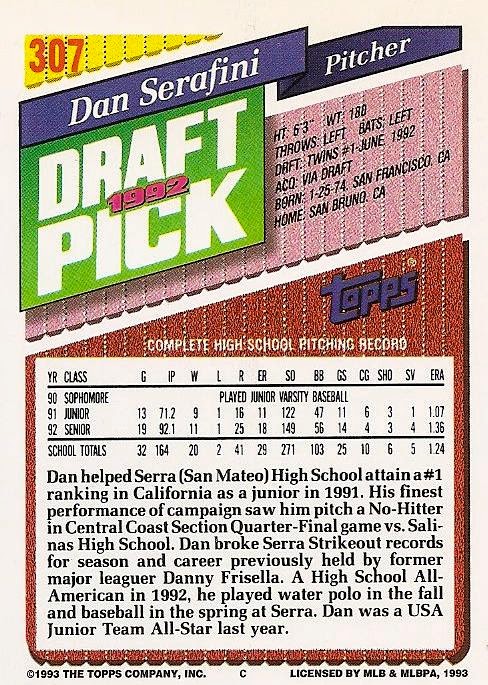 307
Dan Serafini
Pitcher
DRAFT
1992
PICK
HT: 6'3" WT: 180
THROWS: LEFT BATS: LEFT
DRFT: TWINS #1-JUNE, 1992
ACQ: VIA DRAFT
BORN: 1-25-74, SAN FRANCISCO, CA
HOME: SAN BRUNO, CA
Topps®
COMPLETE HIGH SCHOOL PITCHING RECORD
YR CLASS G IP W L R ER SO BB GS CG SHO SV ERA
90 SOPHOMORE PLAYED JUNIOR VARSITY BASEBALL
91 JUNIOR 13 71.2 9 1 16 11 122 47 11 6 3 1 1.07
92 SENIOR 19 92.1 11 1 25 18 149 56 14 4 3 4 1.36
SCHOOL TOTALS 32 164 20 2 41 29 271 103 25 10 6 5 1.24
Dan helped Serra (San Mateo) High School attain a #1
ranking in California as a junior in 1991. His finest
performance of campaign saw him pitch a No-Hitter
in Central Coast Section Quarter-Final game vs. Sali-
nas High School. Dan broke Serra Strikeout records
for season and career previously held by former
major leaguer Danny Frisella. A High School All-
American in 1992, he played water polo in the fall
and baseball in the spring at Serra. Dan was a USA
Junior Team All-Star last year.
©1993 THE TOPPS COMPANY, INC. C LICENSED BY MLB & MLBPA, 1993